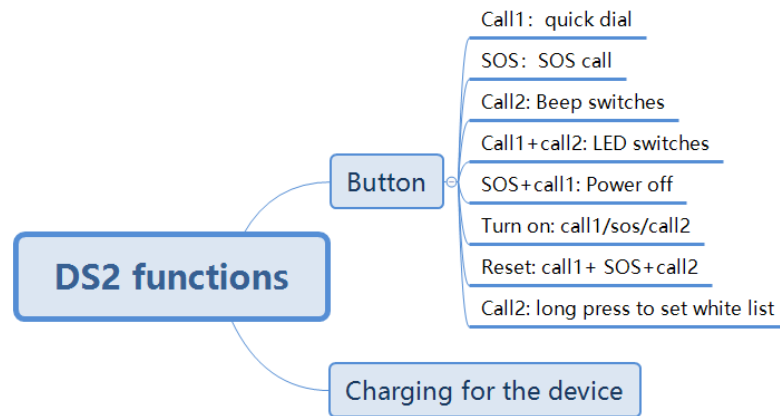 Call1：quick dial
SOS：SOS call
Call2: Beep switches
Call1+call2: LED switches
Button
SOS+call1: Power off
Turn on: call1/sos/call2
DS2 functions
Reset: call1+ SOS+call2
Call2: long press to set white list
Charging for the device